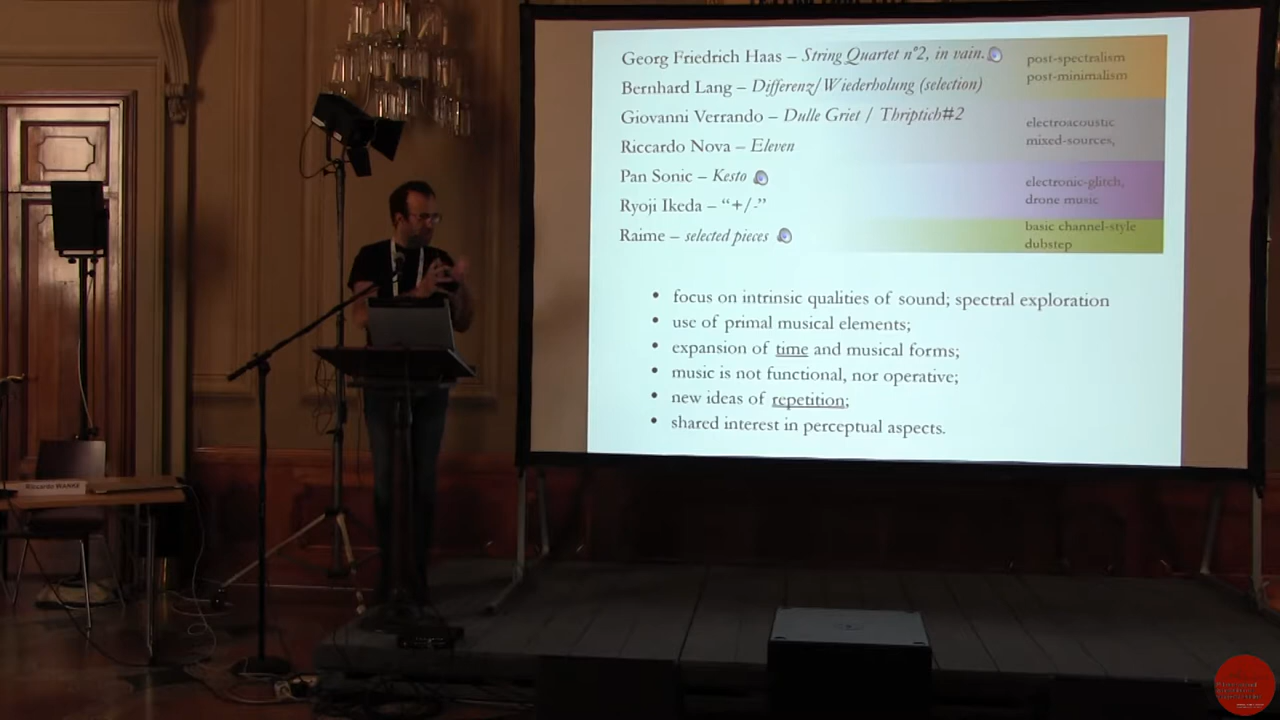 Georg Friedrich Haas – String Quartet n°2, in vain.
post-spectralism
post-minimalism
Bernhard Lang – Differenz/Wiederholung (selection)
Giovanni Verrando – Dulle Griet / Thriptich#2
electroacoustic
mixed-sources,
Riccardo Nova – Eleven
Pan Sonic – Kesto
electronic-glitch,
drone music
Ryoji Ikeda – “+/-”
Raime – selected pieces
basic channel-style
dubstep
• focus on intrinsic qualities of sound; spectral exploration
• use of primal musical elements;
• expansion of time and musical forms;
• music is not functional, nor operative;
• new ideas of repetition;
• shared interest in perceptual aspects.
Riccardo WANKE